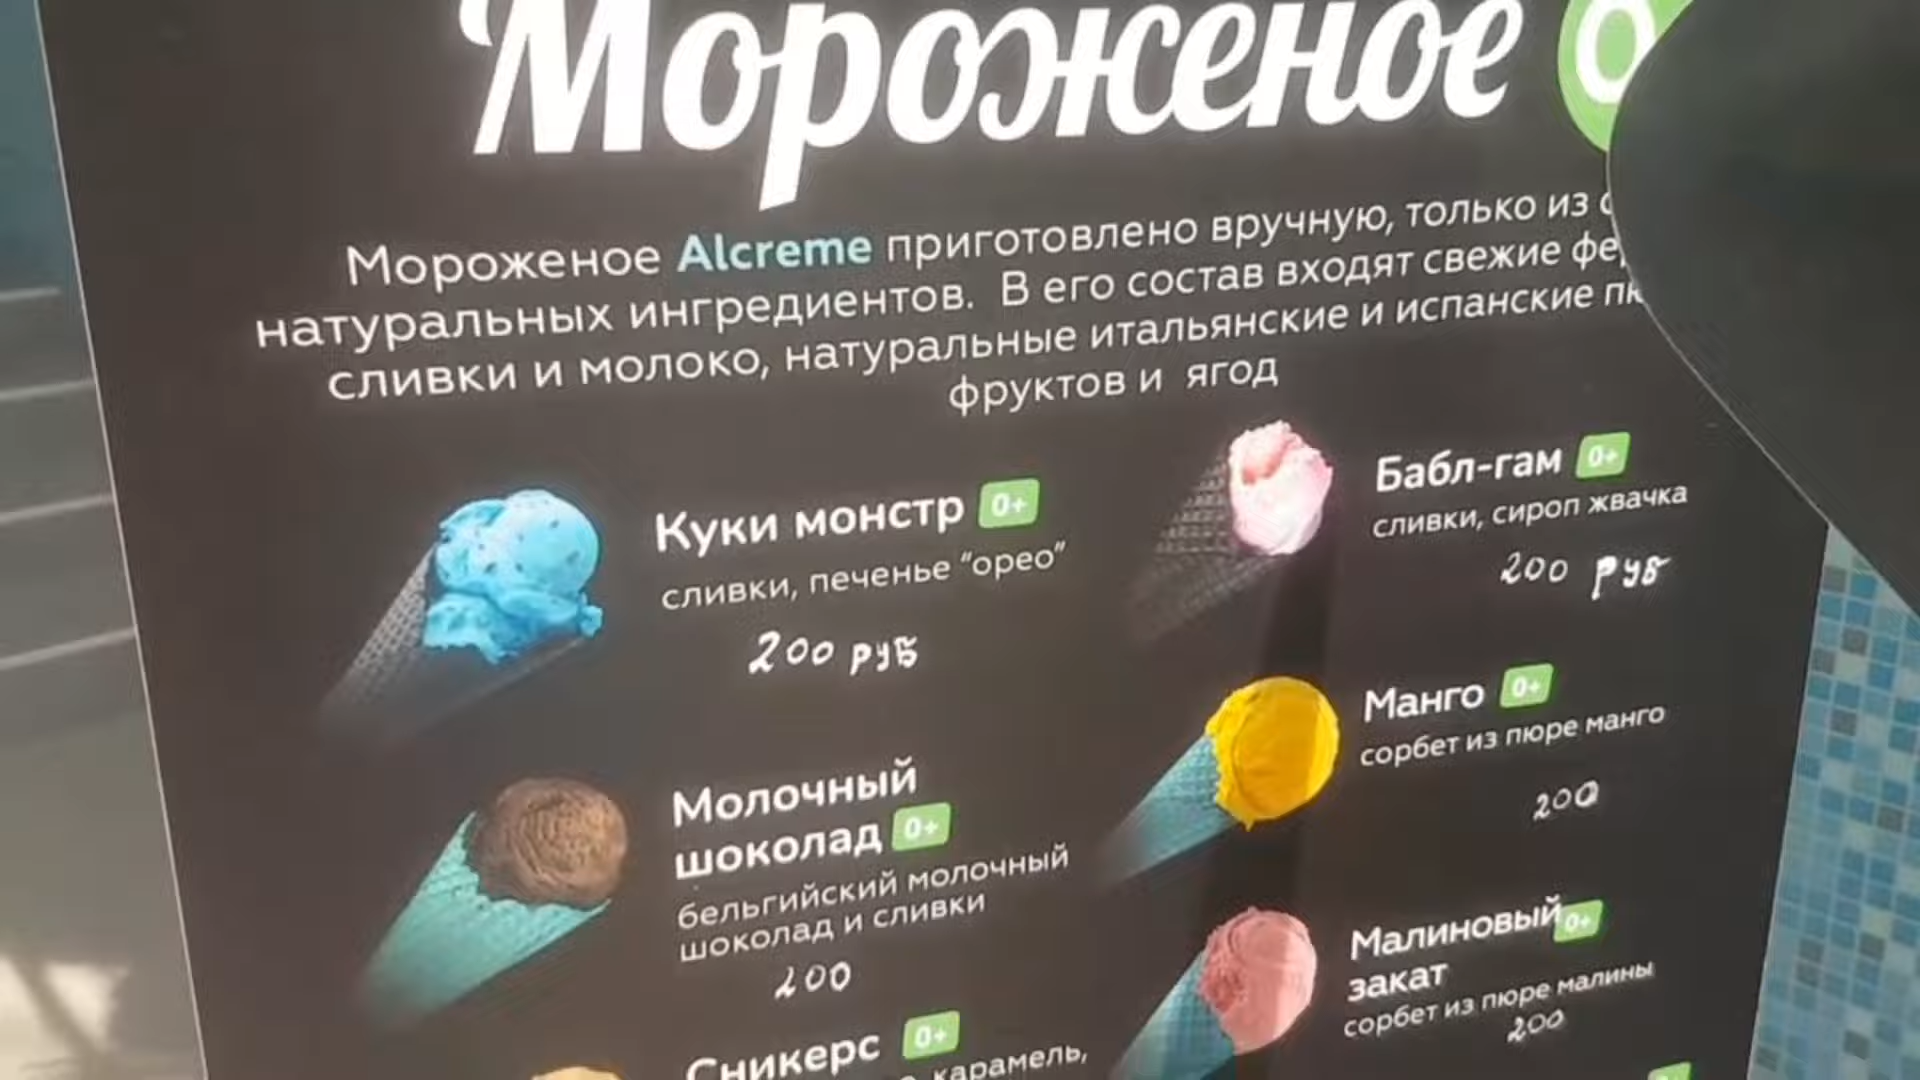 Мороженое
Мороженое Alcreme приготовлено вручную, только из
натуральных ингредиентов. В его состав входят свежие
сливки и молоко, натуральные итальянские и испанские
фруктов и ягод
Куки монстр 0+
сливки, печенье "орео"
200 руб
Молочный
шоколад 0+
бельгийский молочный
шоколад и сливки
200
Сникерс 0+
карамель,
Бабл-гам 0+
сливки, сироп жвачка
200 руб
Манго 0+
сорбет из пюре манго
200
Малиновый 0+
закат
сорбет из пюре малины
200